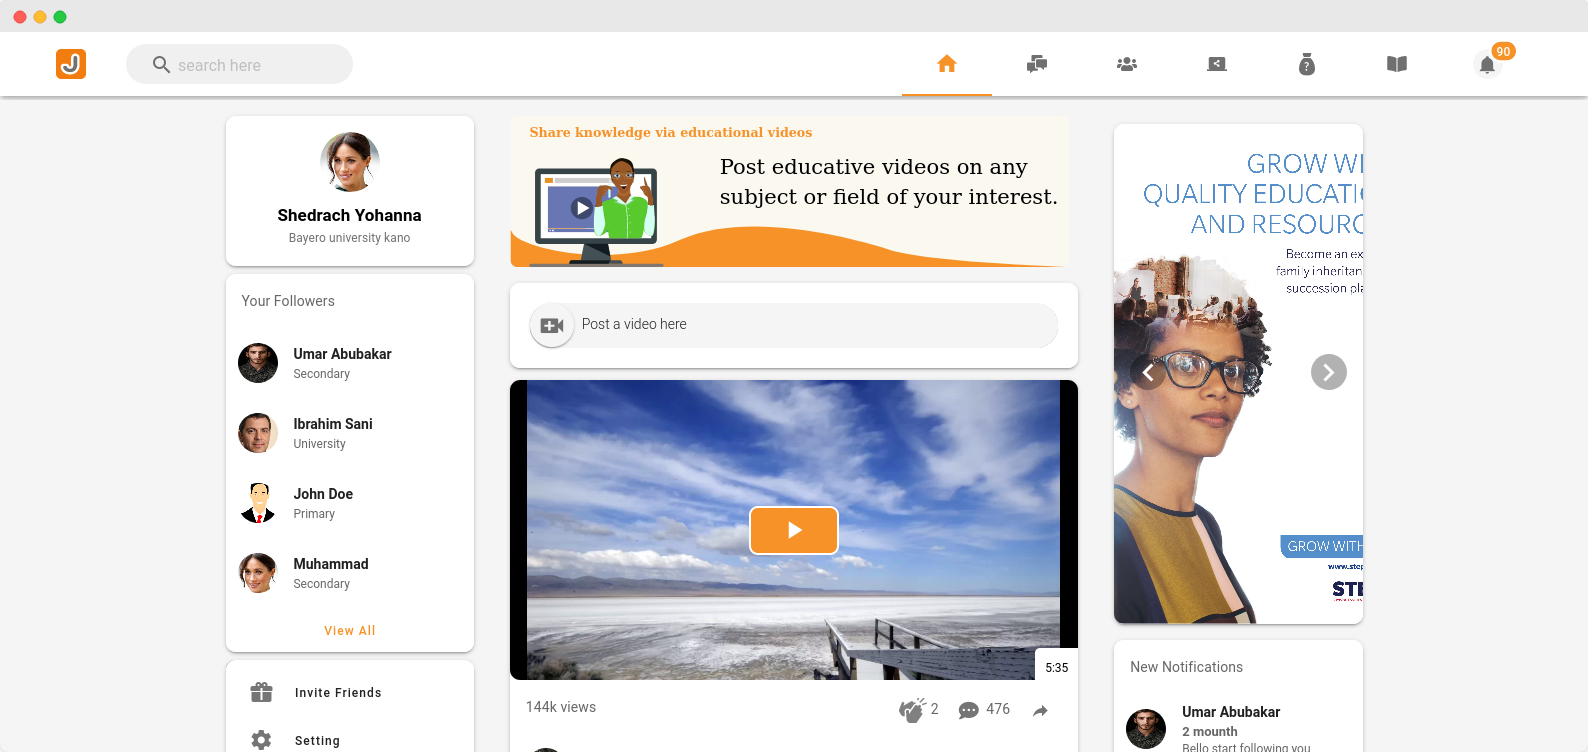 search here
90
Shedrach Yohanna
Bayero university kano
Your Followers
Umar Abubakar
Secondary
Ibrahim Sani
University
John Doe
Primary
Muhammad
Secondary
View All
Invite Friends
Setting
Share knowledge via educational videos
Post educative videos on any
subject or field of your interest.
Post a video here
5:35
144k views
2
476
GROW WI
QUALITY EDUCATI
AND RESOURC
Become an ex
family inheritan
succession pla
GROW WITH
www.step
STE
New Notifications
Umar Abubakar
2 mounth
Bello start following you